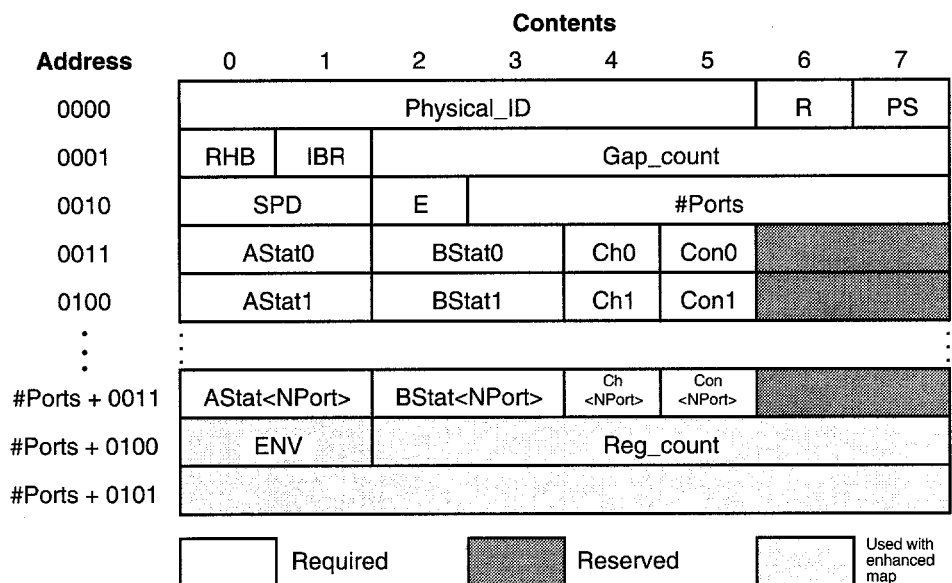 Contents
Address 0 1 2 3 4 5 6 7
0000 Physical_ID R PS
0001 RHB IBR Gap_count
0010 SPD E #Ports
0011 AStat0 BStat0 Ch0 Con0
0100 AStat1 BStat1 Ch1 Con1
#Ports + 0011 AStat<NPort> BStat<NPort> Ch <NPort> Con <NPort>
#Ports + 0100 ENV Reg_count
#Ports + 0101
Required Reserved Used with enhanced map